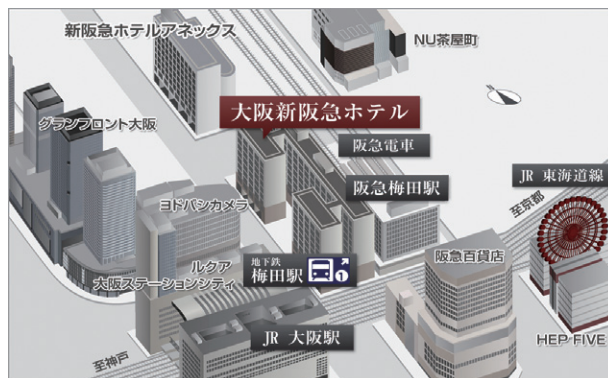 新阪急ホテルアネックス
NU茶屋町
大阪新阪急ホテル
グランフロント大阪
阪急電車
阪急梅田駅
JR 東海道線
至京都
ヨドバシカメラ
ルクア
大阪ステーションシティ
地下鉄
梅田駅
阪急百貨店
JR 大阪駅
HEP FIVE
至神戸